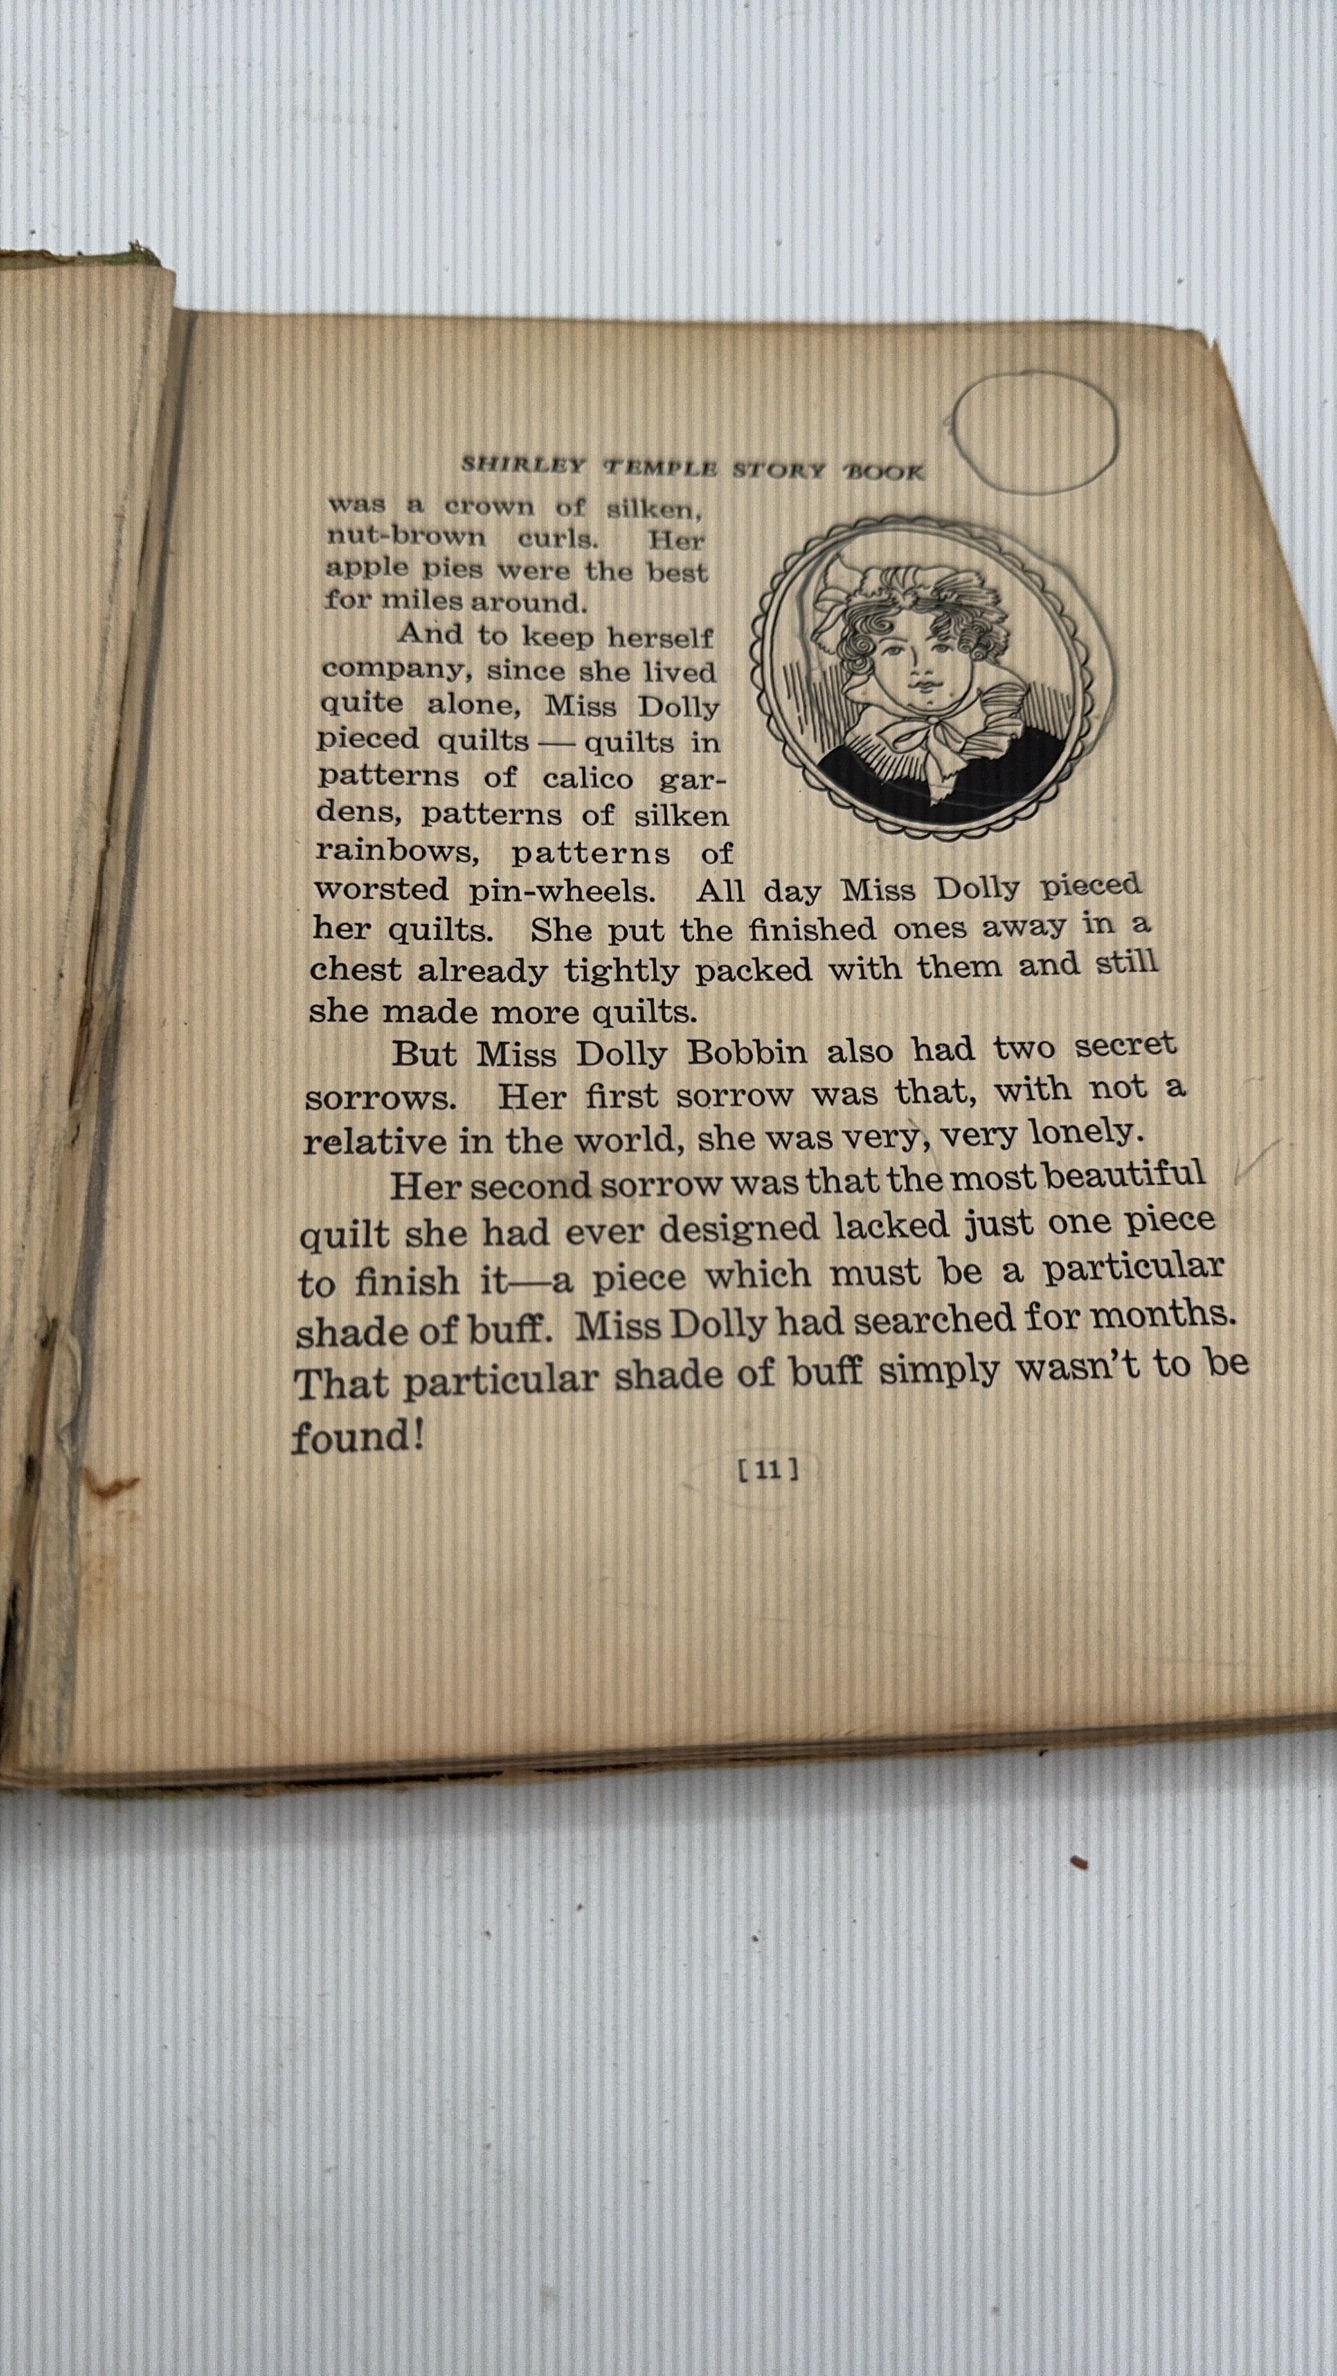 SHIRLEY TEMPLE STORY BOOK
was a crown of silken,
nut-brown curls. Her
apple pies were the best
for miles around.
And to keep herself
company, since she lived
quite alone, Miss Dolly
pieced quilts — quilts in
patterns of calico gar-
dens, patterns of silken
rainbows, patterns of
worsted pin-wheels. All day Miss Dolly pieced
her quilts. She put the finished ones away in a
chest already tightly packed with them and still
she made more quilts.
But Miss Dolly Bobbin also had two secret
sorrows. Her first sorrow was that, with not a
relative in the world, she was very, very lonely.
Her second sorrow was that the most beautiful
quilt she had ever designed lacked just one piece
to finish it—a piece which must be a particular
shade of buff. Miss Dolly had searched for months.
That particular shade of buff simply wasn't to be
found!
[ 11 ]